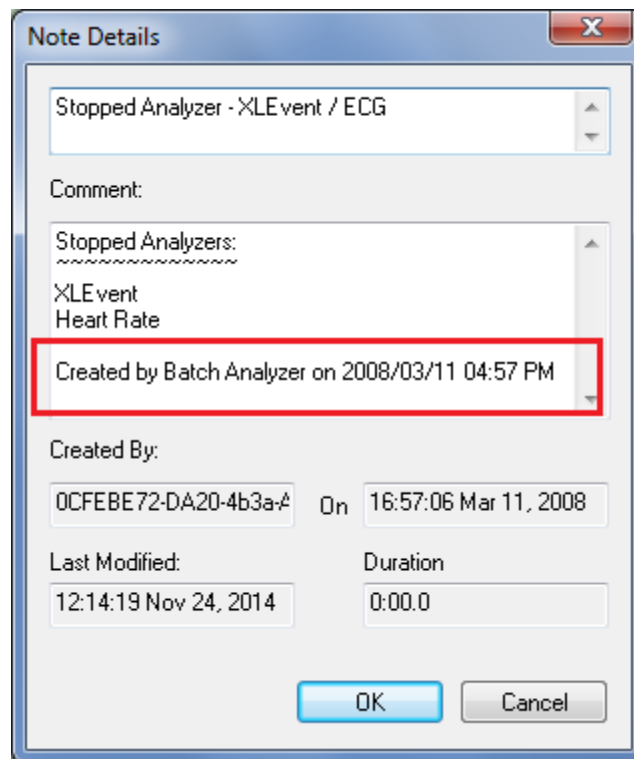 Note Details
Stopped Analyzer - XLEvent / ECG
Comment:
Stopped Analyzers:
~~~~~~~~~~~~~
XLEvent
Heart Rate
Created by Batch Analyzer on 2008/03/11 04:57 PM
Created By:
0CFEBE72-DA20-4b3a-A On 16:57:06 Mar 11, 2008
Last Modified: Duration
12:14:19 Nov 24, 2014 0:00.0
OK Cancel